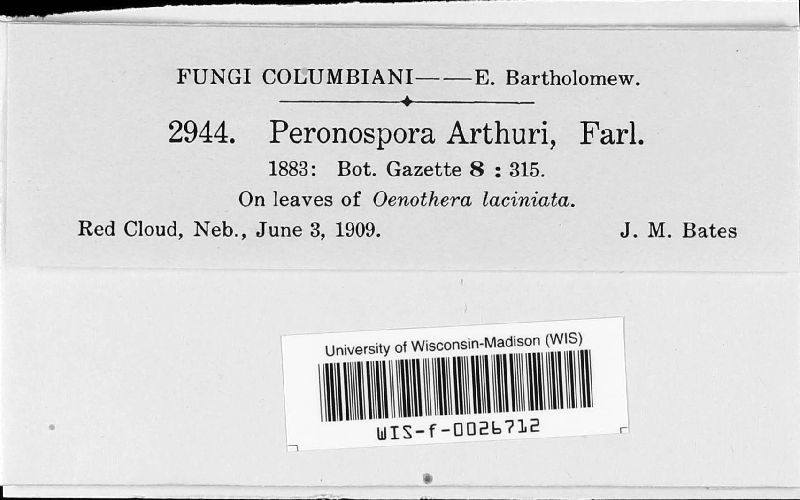 FUNGI COLUMBIANI——E. Bartholomew.
2944. Peronospora Arthuri, Farl.
1883: Bot. Gazette 8 : 315.
On leaves of Oenothera laciniata.
Red Cloud, Neb., June 3, 1909. J. M. Bates
University of Wisconsin-Madison (WIS)
WIS-f-0026712